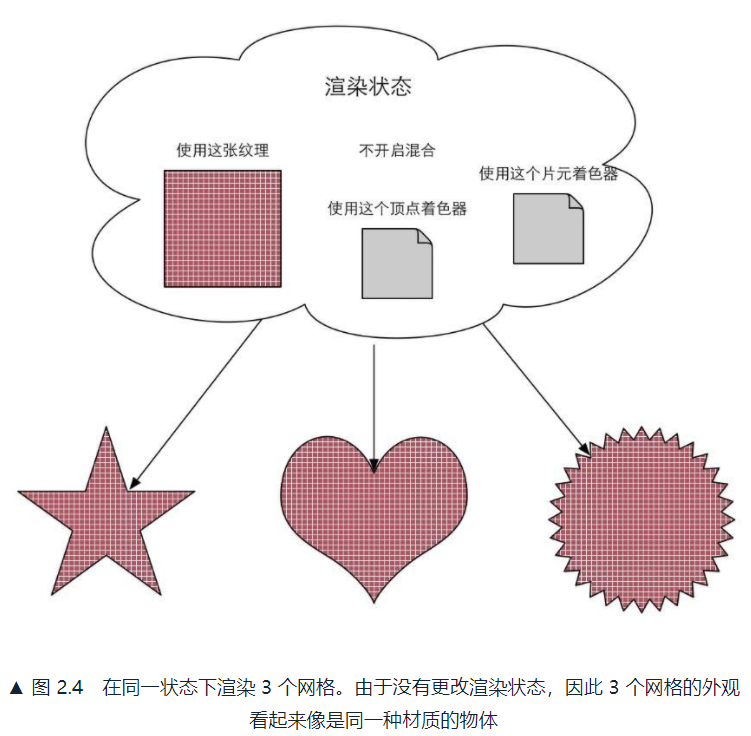 渲染状态
使用这张纹理
不开启混合
使用这个片元着色器
使用这个顶点着色器
▲ 图 2.4 在同一状态下渲染 3 个网格。由于没有更改渲染状态，因此 3 个网格的外观
看起来像是同一种材质的物体